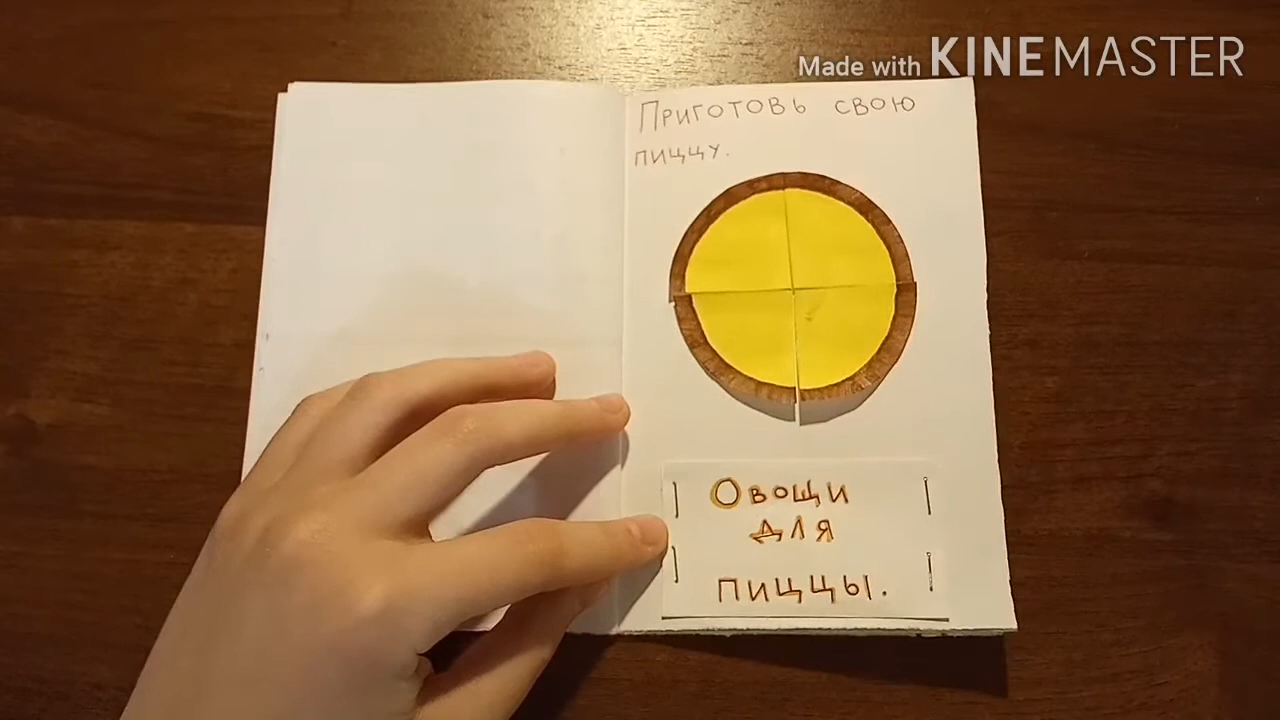 Made with KINEMASTER
Приготовь свою
пиццу.
Овощи
для
пиццы.